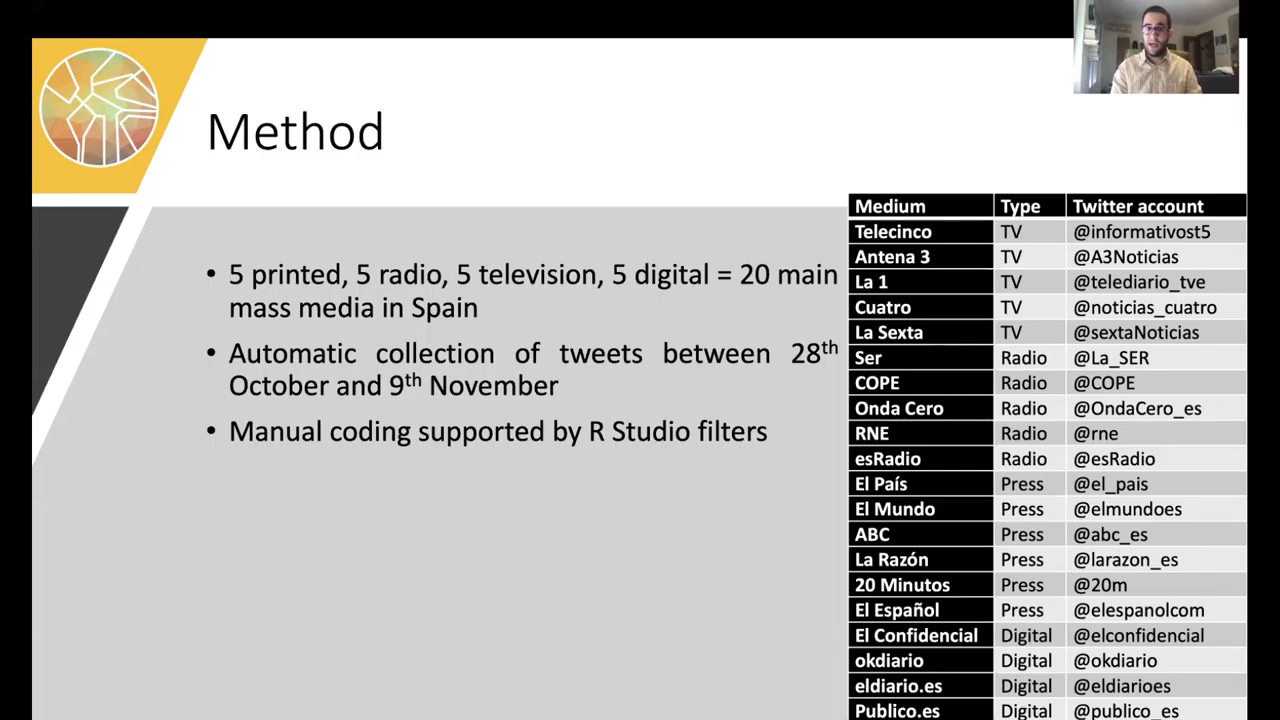 Method
• 5 printed, 5 radio, 5 television, 5 digital = 20 main
mass media in Spain
• Automatic collection of tweets between 28th
October and 9th November
• Manual coding supported by R Studio filters
Medium Type Twitter account
Telecinco TV @informativost5
Antena 3 TV @A3Noticias
La 1 TV @telediario_tve
Cuatro TV @noticias_cuatro
La Sexta TV @sextaNoticias
Ser Radio @La_SER
COPE Radio @COPE
Onda Cero Radio @OndaCero_es
RNE Radio @rne
esRadio Radio @esRadio
El País Press @el_pais
El Mundo Press @elmundoes
ABC Press @abc_es
La Razón Press @larazon_es
20 Minutos Press @20m
El Español Press @elespanolcom
El Confidencial Digital @elconfidencial
okdiario Digital @okdiario
eldiario.es Digital @eldiarioes
Publico.es Digital @publico_es